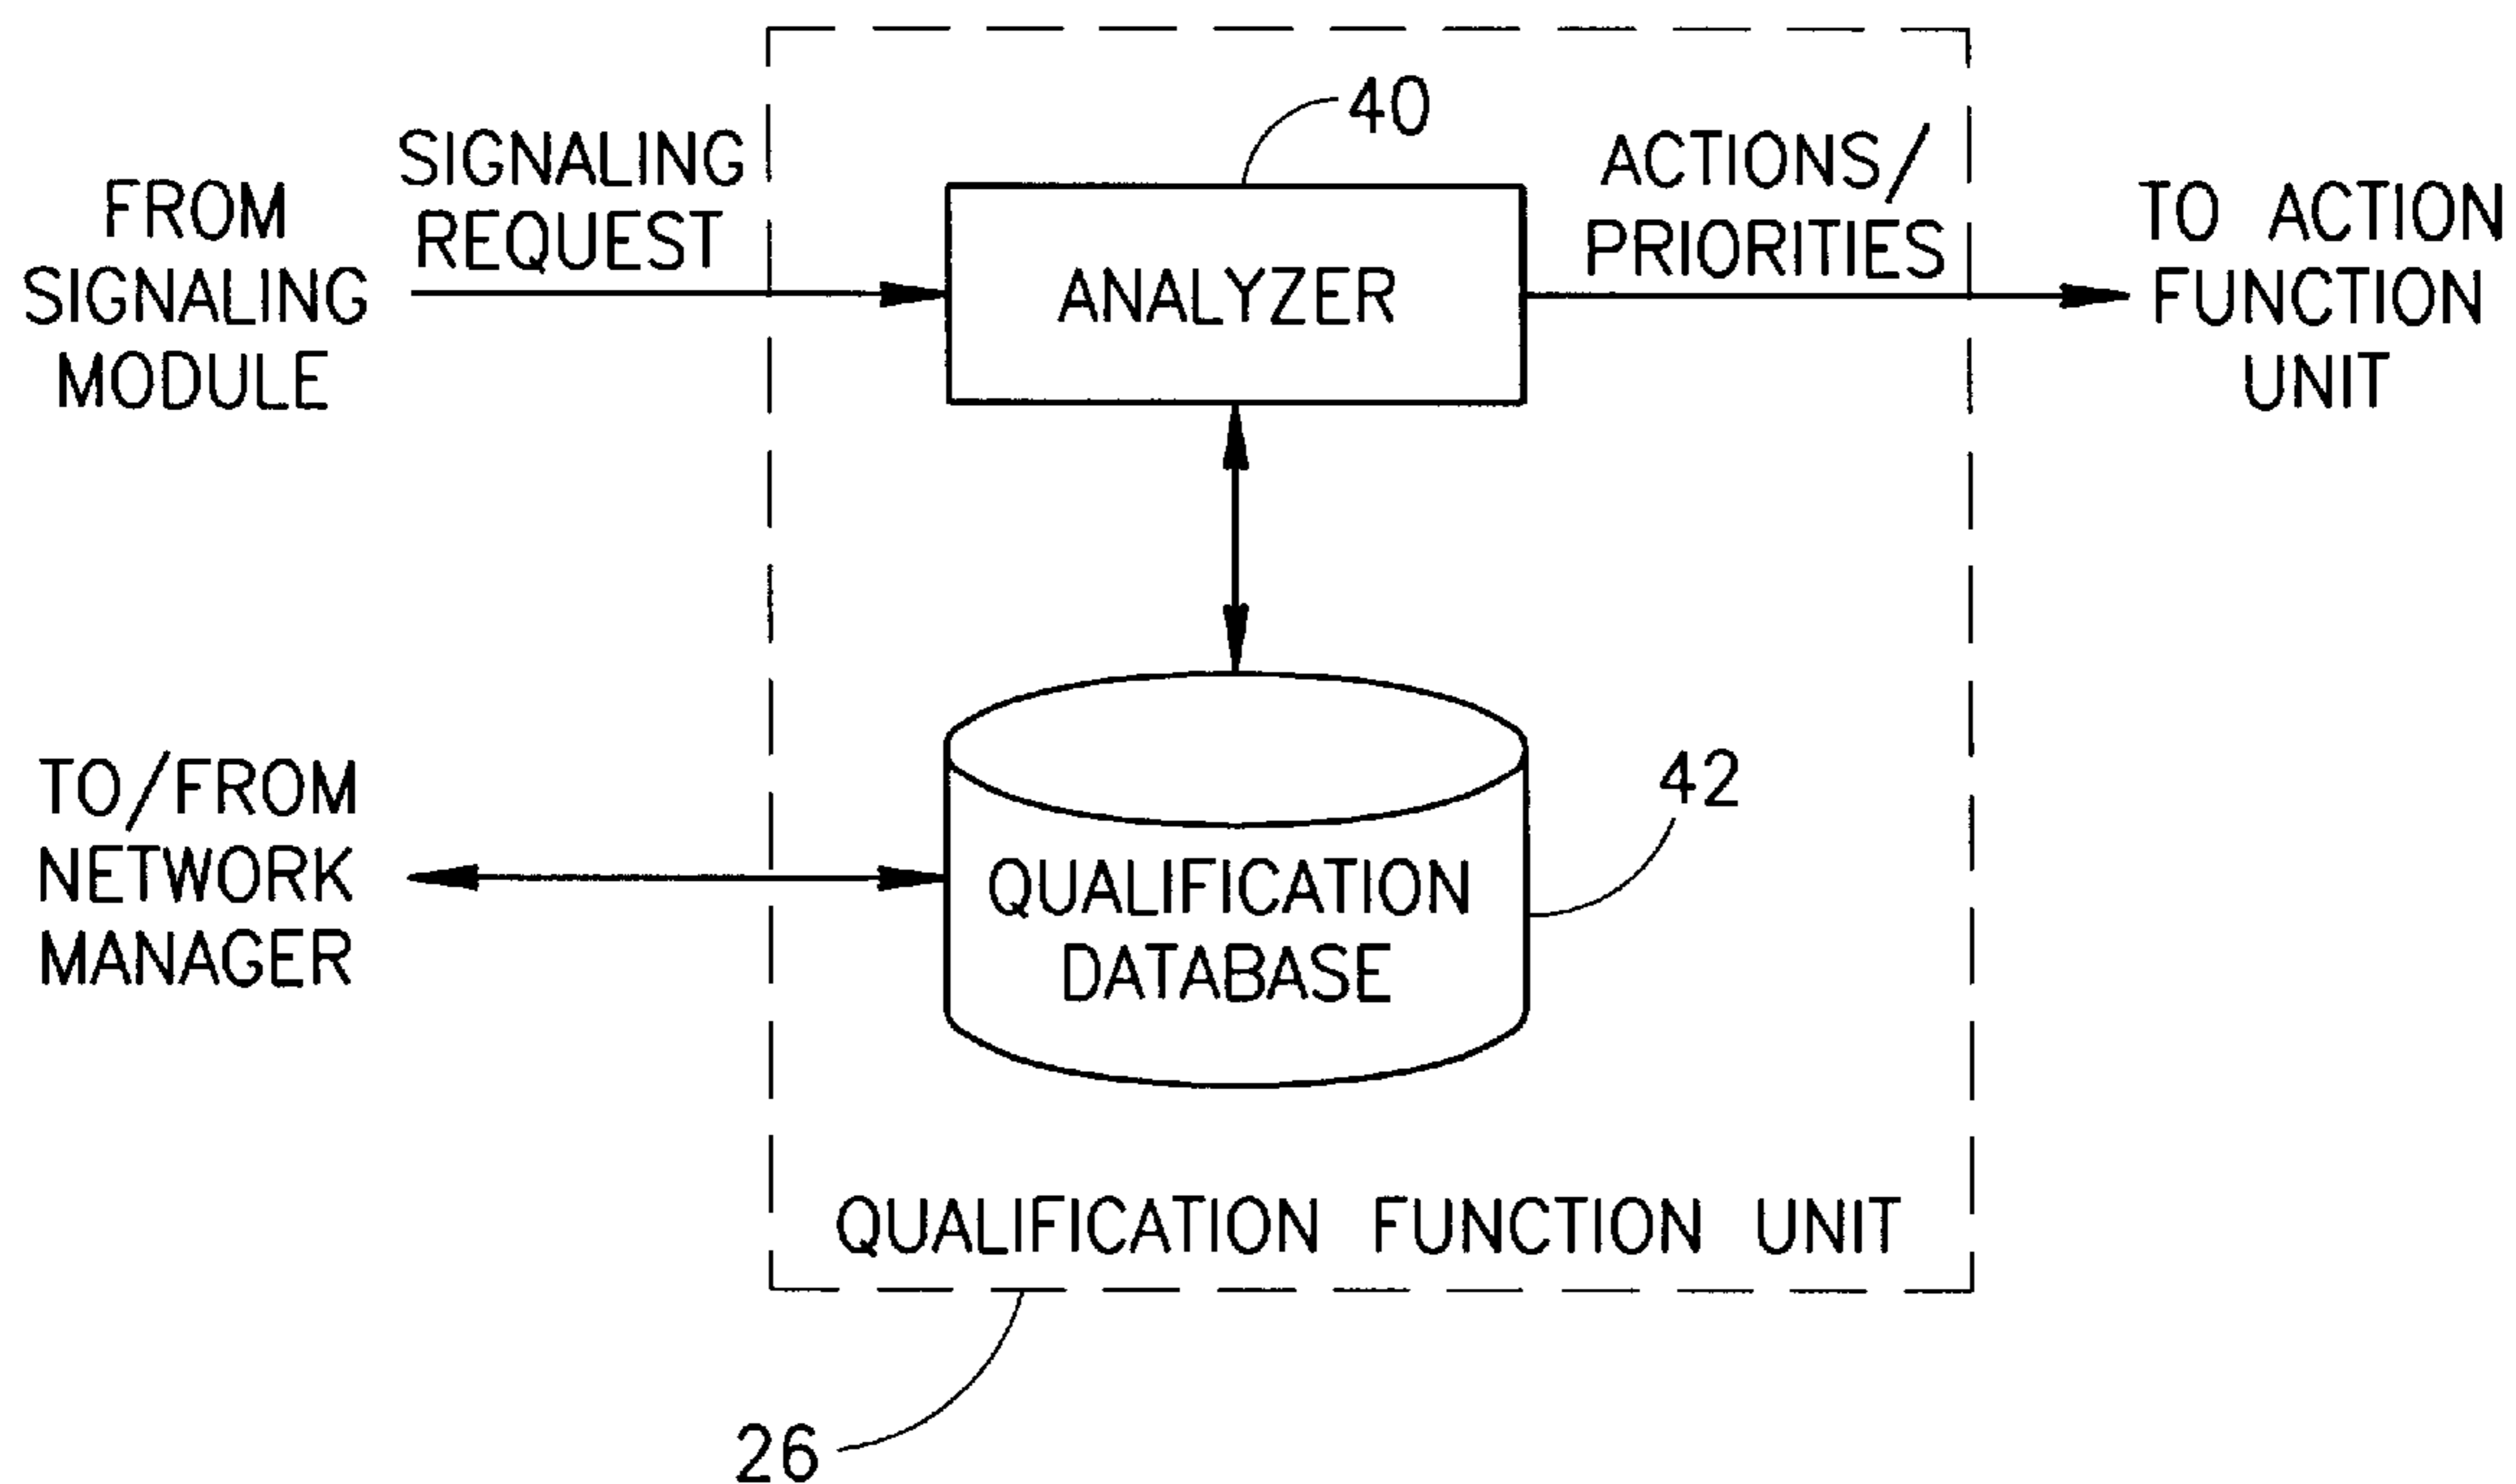 40
SIGNALING
REQUEST
ACTIONS/
PRIORITIES
FROM
SIGNALING
MODULE
ANALYZER
TO ACTION
FUNCTION
UNIT
TO/FROM
NETWORK
MANAGER
42
QUALIFICATION
DATABASE
QUALIFICATION FUNCTION UNIT
26